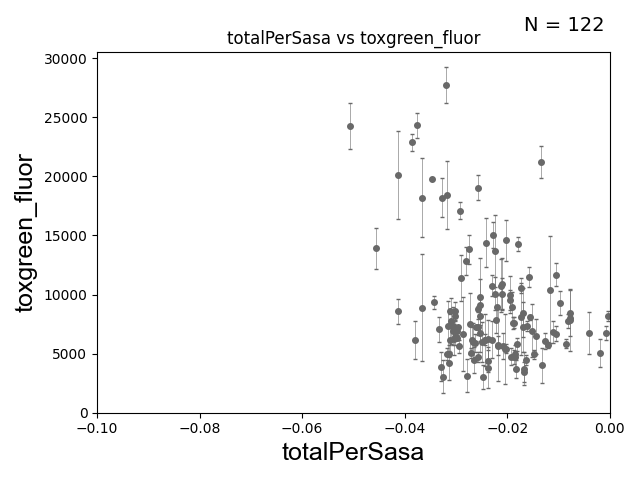 N = 122
totalPerSasa vs toxgreen_fluor
30000
25000
20000
15000
10000
5000
0
toxgreen_fluor
−0.10 −0.08 −0.06 −0.04 −0.02 0.00
totalPerSasa